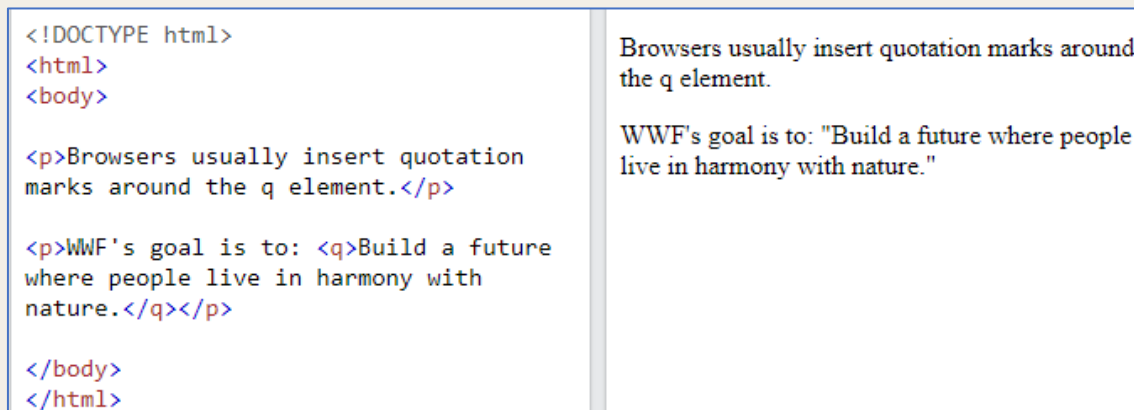 <!DOCTYPE html>
<html>
<body>
<p>Browsers usually insert quotation
marks around the q element.</p>
<p>WWF's goal is to: <q>Build a future
where people live in harmony with
nature.</q></p>
</body>
</html>
Browsers usually insert quotation marks around
the q element.
WWF's goal is to: "Build a future where people
live in harmony with nature."